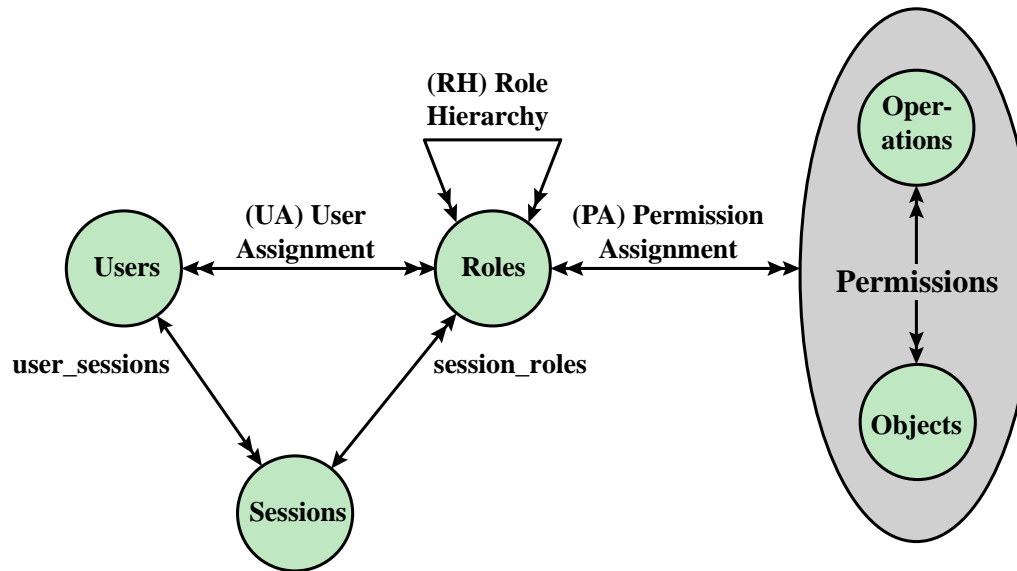 (RH) Role
Hierarchy
(UA) User
Assignment
(PA) Permission
Assignment
Oper-
ations
Users
Roles
Permissions
user_sessions
session_roles
Objects
Sessions